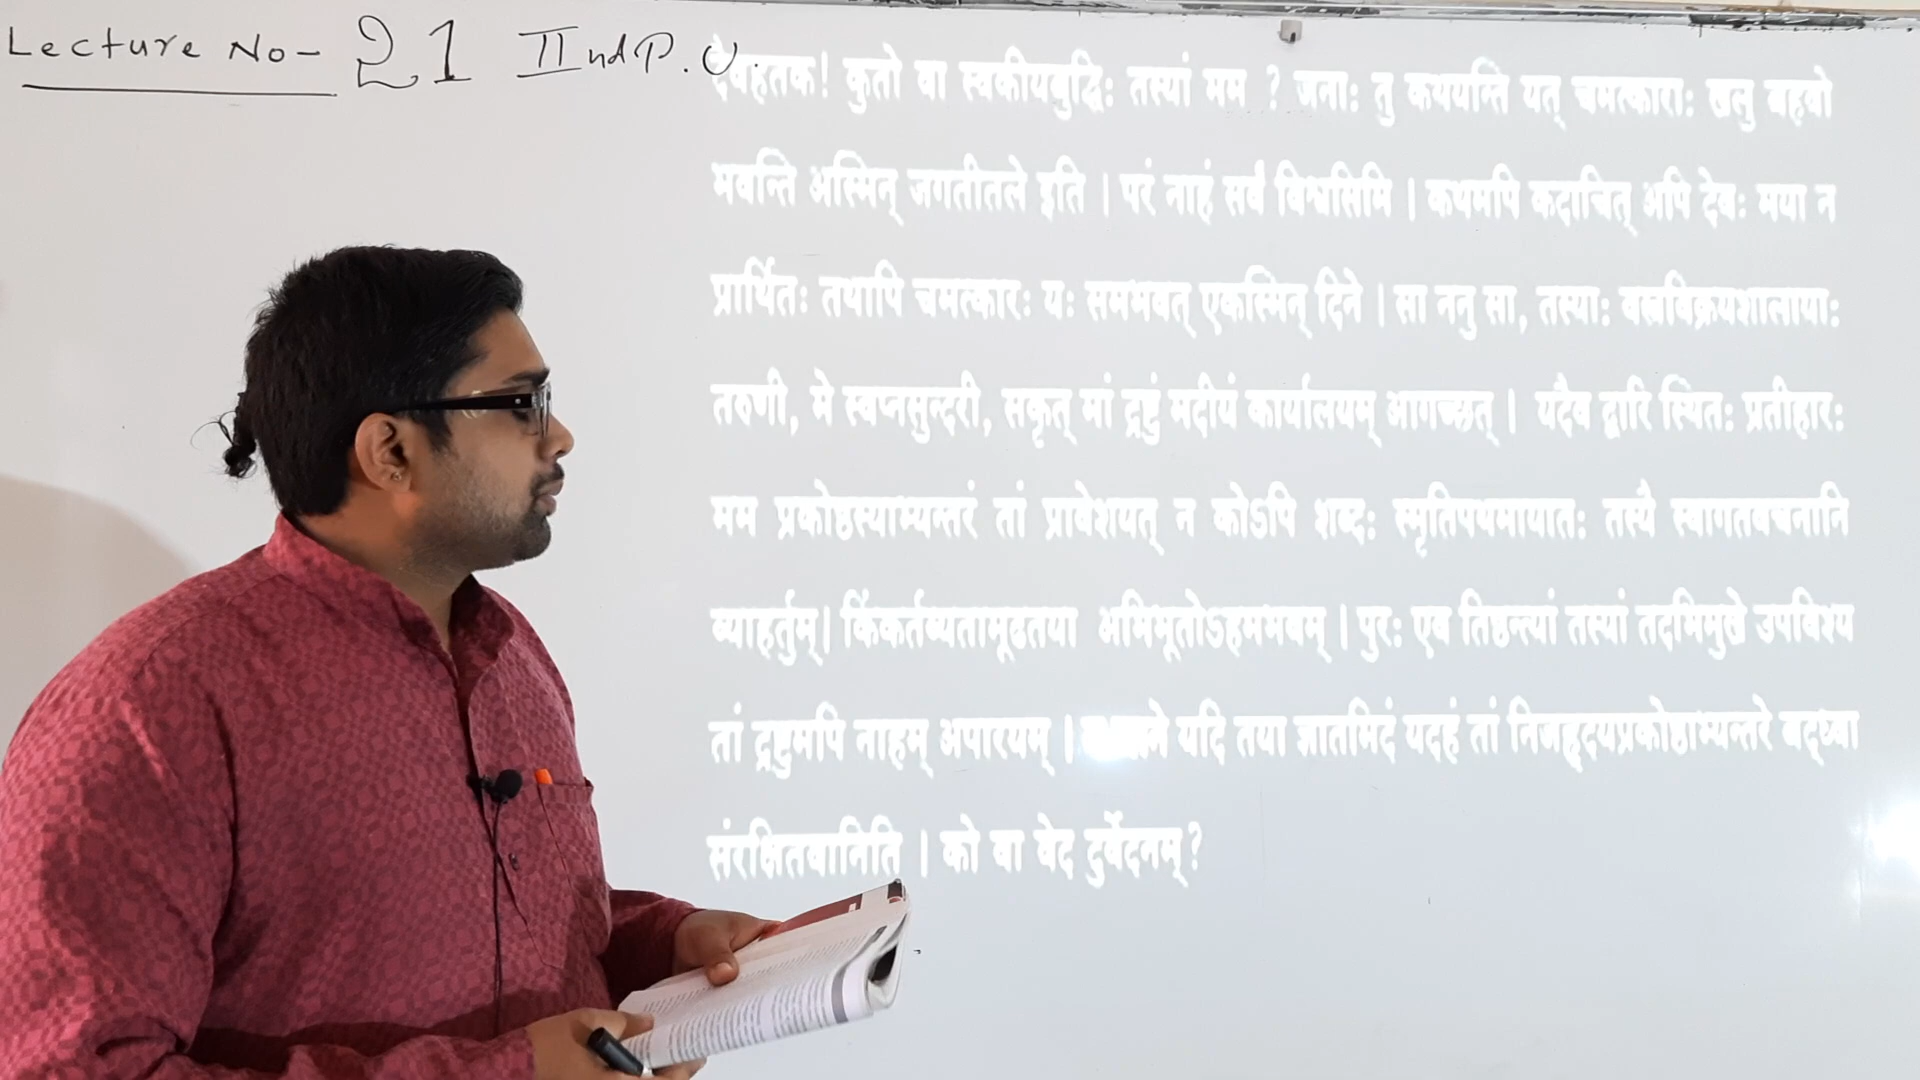 Lecture No- 21 IInd P.U.
दैवहतक! कुतो वा स्वकीयबुद्धिः तस्यां मम ? जनाः तु कथयन्ति यत् चमत्काराः खलु बहवो
भवन्ति अस्मिन् जगतीतले इति | परं नाहं सर्वं विश्वसिमि | कथमपि कदाचित् अपि देवः मया न
प्रार्थितः तथापि चमत्कारः यः समभवत् एकस्मिन् दिने | सा ननु सा, तस्याः वस्त्रविक्रयशालायाः
तरुणी, मे स्वप्नसुन्दरी, सकृत् मां द्रष्टुं मदीयं कार्यालयम् आगच्छत् | यदैव द्वारि स्थितः प्रतीहारः
मम प्रकोष्ठस्याभ्यन्तरं तां प्रावेशयत् न कोऽपि शब्दः स्मृतिपथमायातः तस्यै स्वागतवचनानि
व्याहर्तुम्| किंकर्तव्यतामूढतया अभिभूतोऽहमभवम् | पुरः एव तिष्ठन्त्यां तस्यां तदभिमुखे उपविश्य
तां द्रष्टुमपि नाहम् अपारयम् | यदि तया ज्ञातमिदं यदहं तां निजहृदयप्रकोष्ठाभ्यन्तरे बद्ध्वा
संरक्षितवानिति | को वा वेद दुर्वेदनम्?